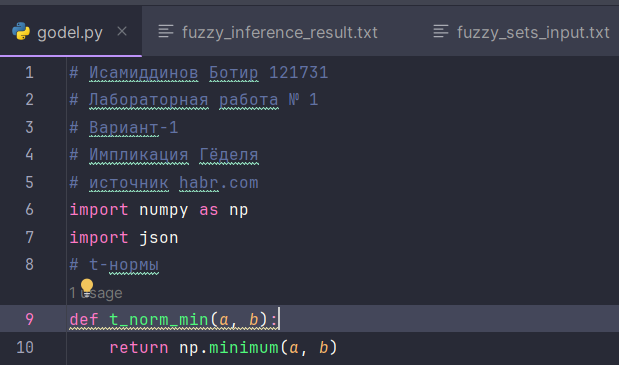 godel.py × fuzzy_inference_result.txt fuzzy_sets_input.txt
1 # Исамиддинов Ботир 121731
2 # Лабораторная работа № 1
3 # Вариант-1
4 # Импликация Гёделя
5 # источник habr.com
6 import numpy as np
7 import json
8 # t-нормы
1 usage
9 def t_norm_min(a, b):
10 return np.minimum(a, b)